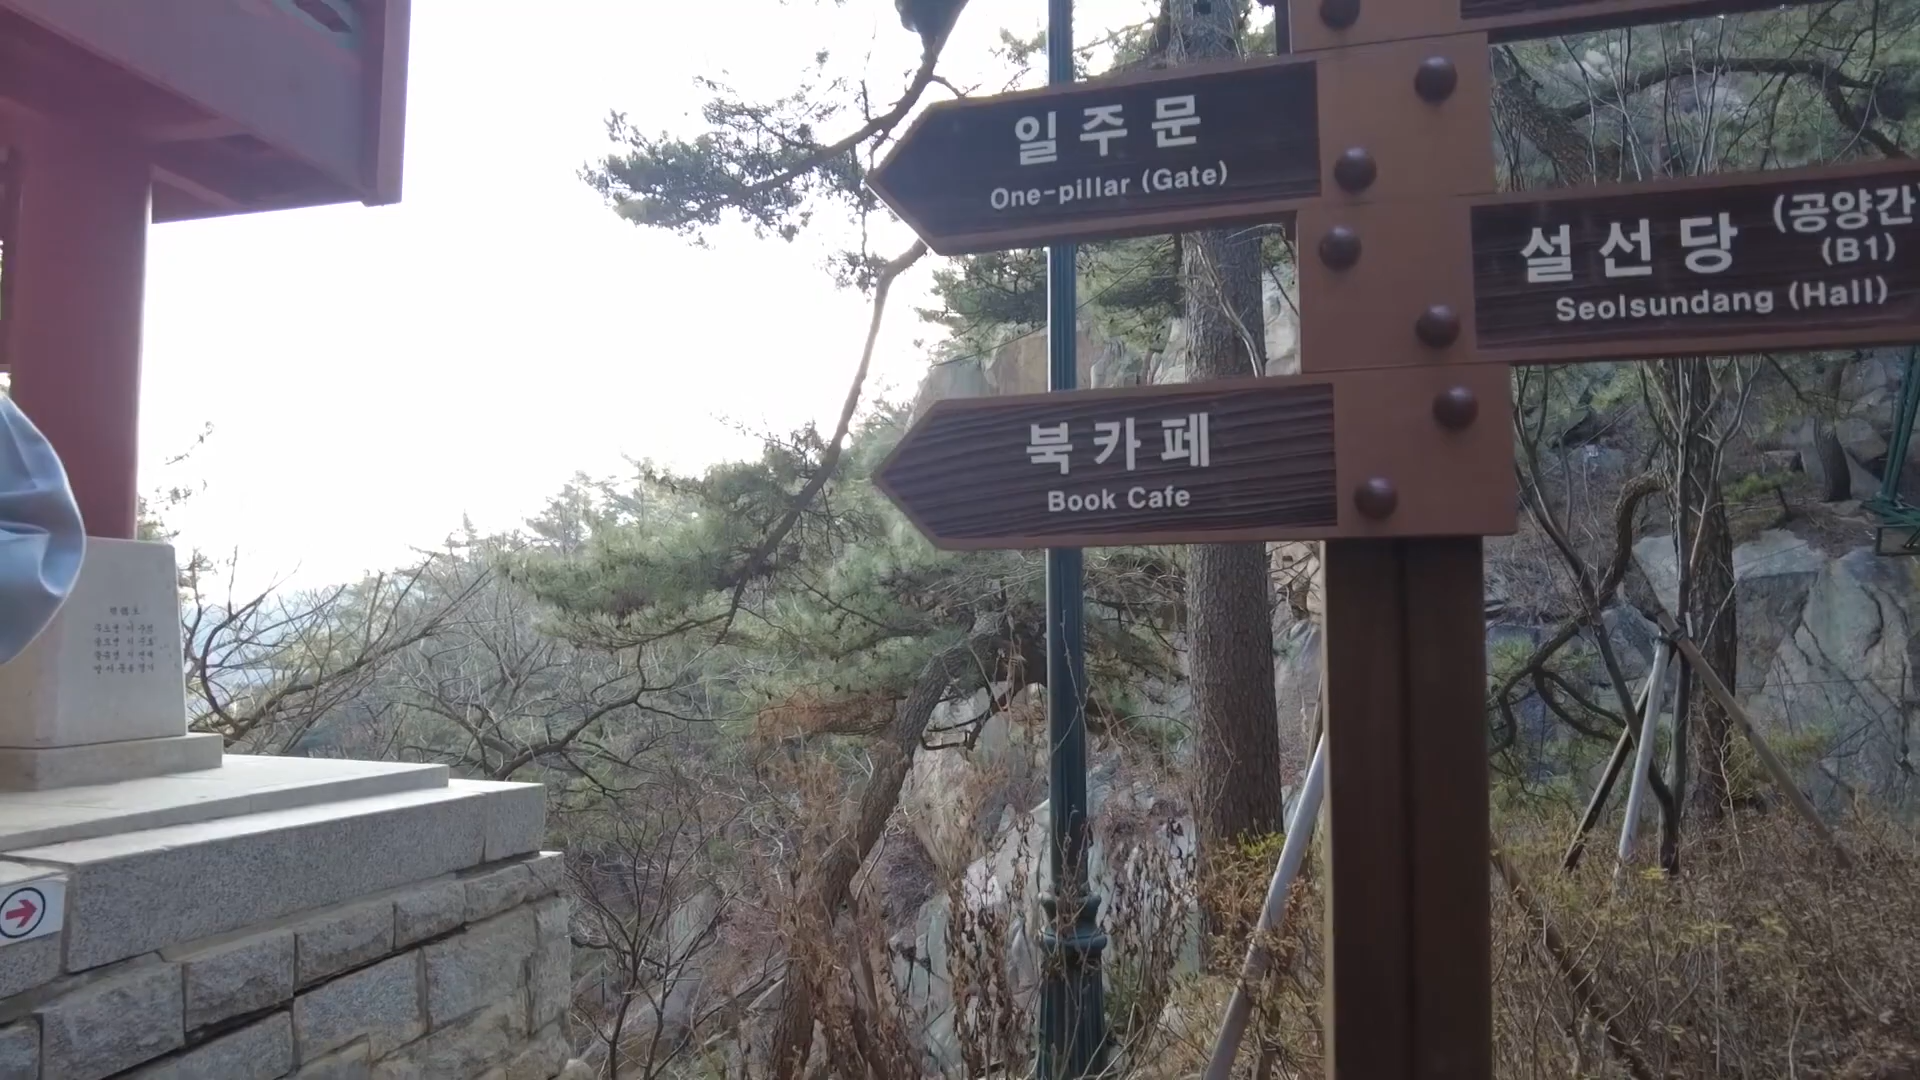 일주문
One-pillar (Gate)
설선당 (공양간)
(B1)
Seolsundang (Hall)
북카페
Book Cafe